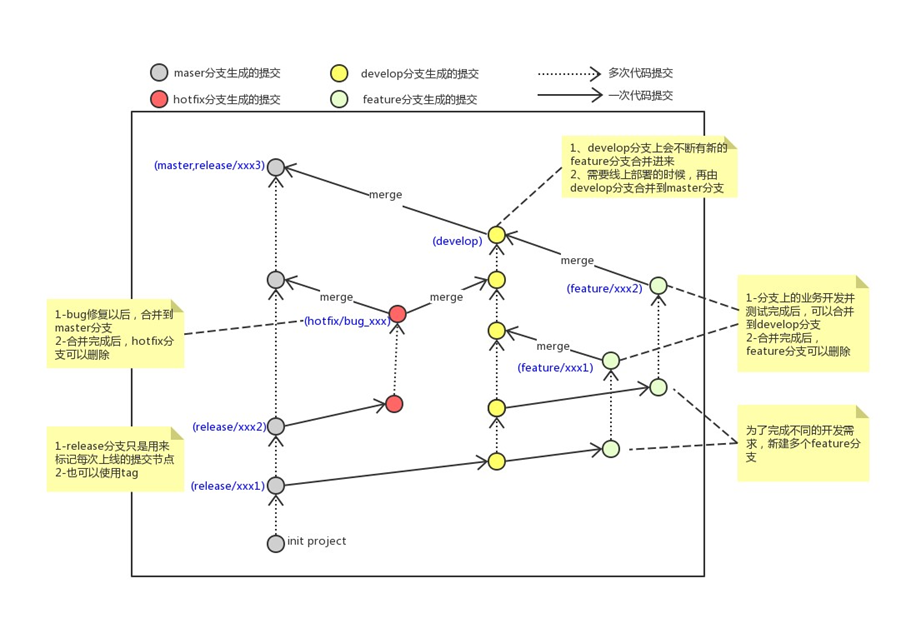 maser分支生成的提交
develop分支生成的提交
多次代码提交
hotfix分支生成的提交
feature分支生成的提交
一次代码提交
1、develop分支上会不断有新的
feature分支合并进来
2、需要线上部署的时候，再由
develop分支合并到master分支
(master,release/xxx3)
merge
(develop)
merge
(feature/xxx2)
merge
merge
1-bug修复以后，合并到
master分支
2-合并完成后，hotfix分
支可以删除
(hotfix/bug_xxx)
1-分支上的业务开发并
测试完成后，可以合并
到develop分支
2-合并完成后，
feature分支可以删除
merge
(feature/xxx1)
(release/xxx2)
为了完成不同的开发需
求，新建多个feature分
支
1-release分支只是用来
标记每次上线的提交节点
2-也可以使用tag
(release/xxx1)
init project